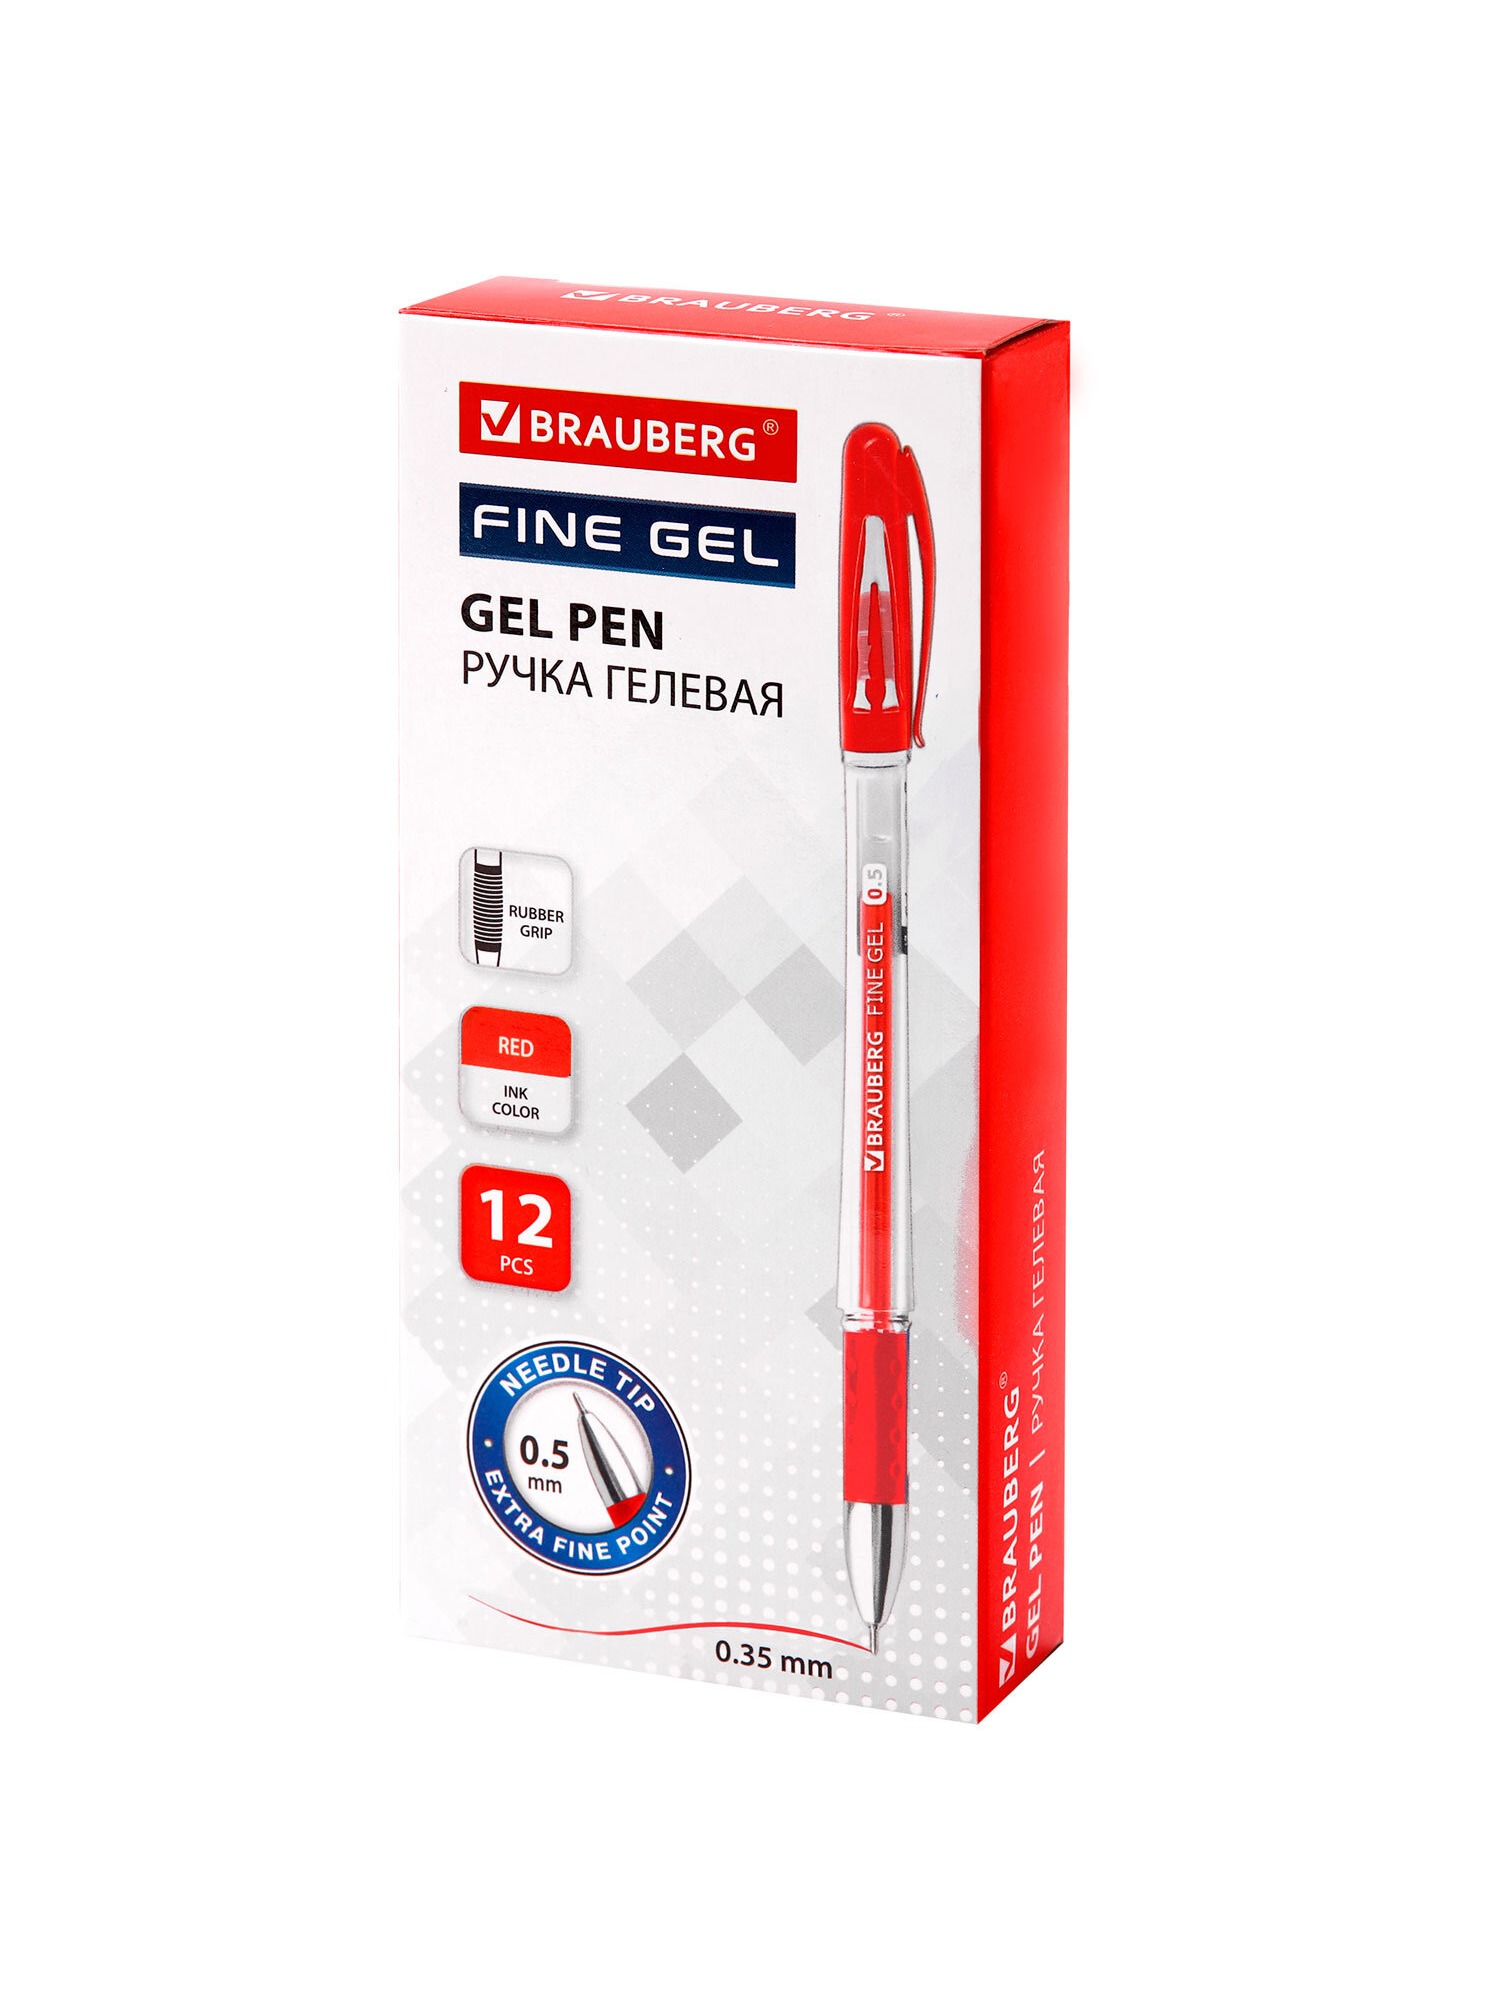 BRAUBERG ®
BRAUBERG®
FINE GEL
GEL PEN
РУЧКА ГЕЛЕВАЯ
RUBBER
GRIP
RED
INK
COLOR
12
PCS
NEEDLE TIP
0.5
mm
EXTRA FINE POINT
0.35 mm
BRAUBERG FINE GEL 0.5
BRAUBERG®
GEL PEN | РУЧКА ГЕЛЕВАЯ